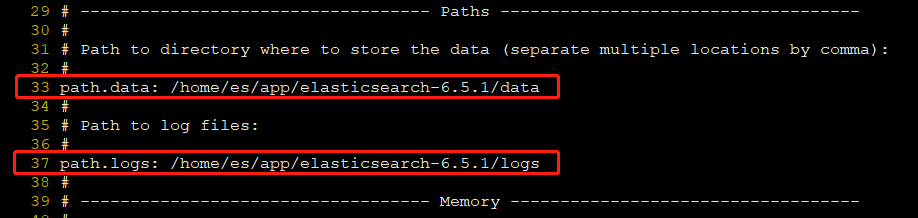 29 # ----------------------------------- Paths ------------------------------------
30 #
31 # Path to directory where to store the data (separate multiple locations by comma):
32 #
33 path.data: /home/es/app/elasticsearch-6.5.1/data
34 #
35 # Path to log files:
36 #
37 path.logs: /home/es/app/elasticsearch-6.5.1/logs
38 #
39 # ----------------------------------- Memory -----------------------------------